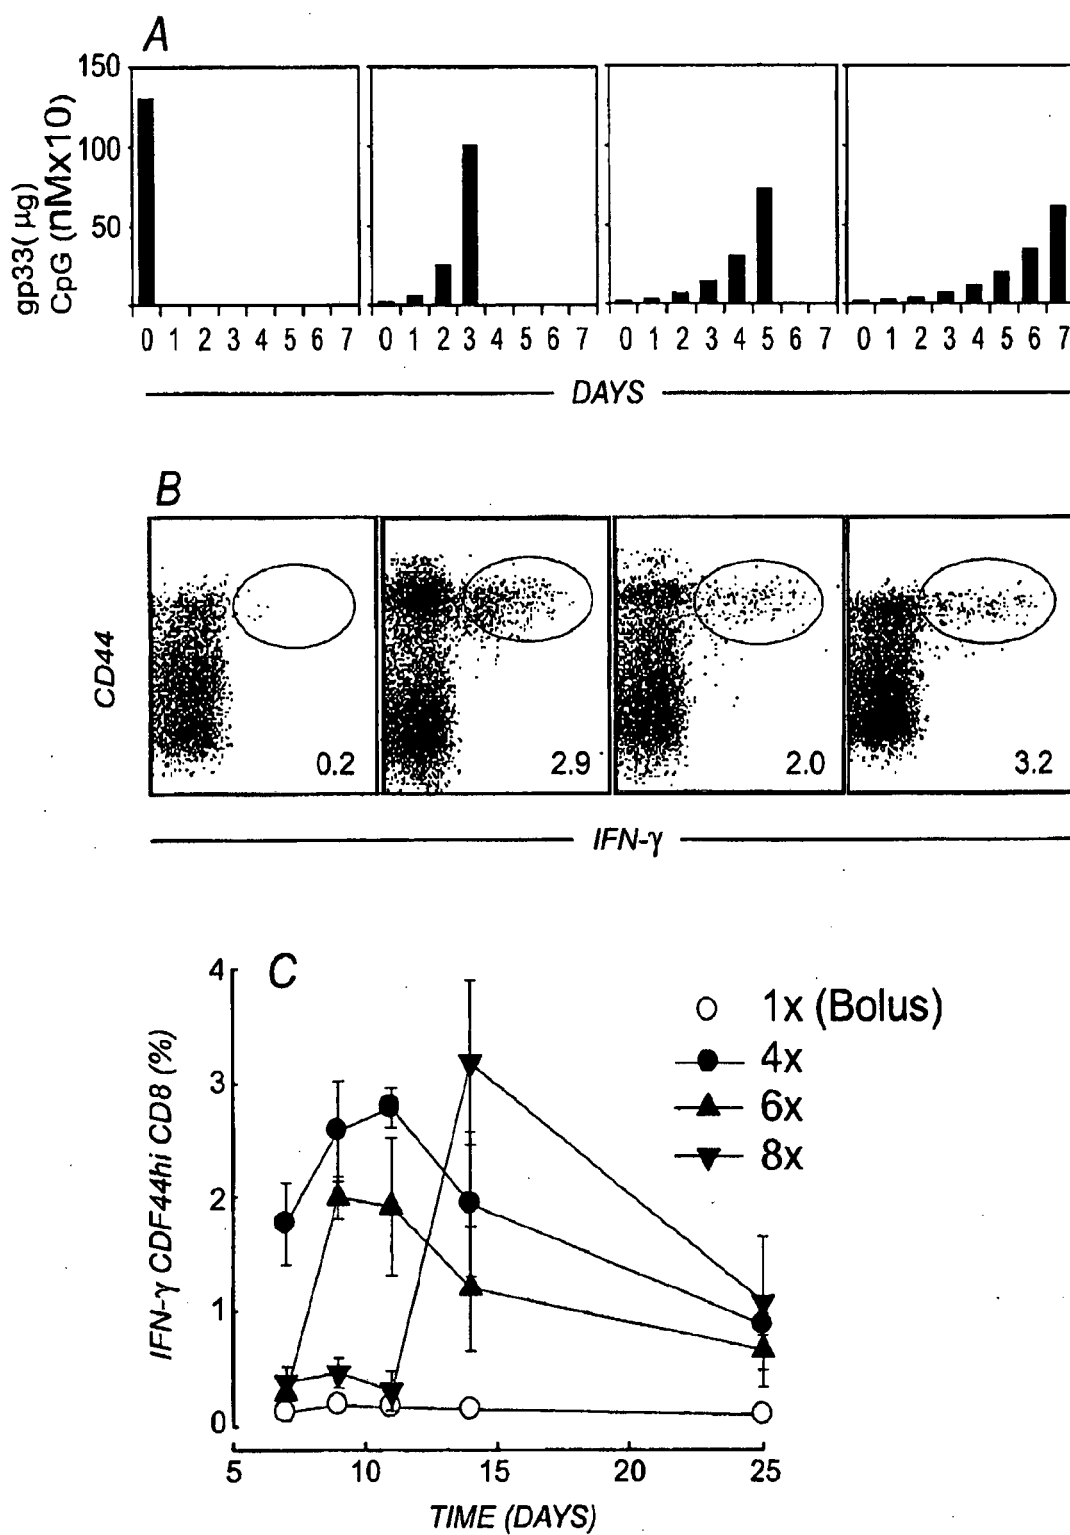 A
150
100
50
gp33( μg)
CpG (nMx10)
0 1 2 3 4 5 6 7 0 1 2 3 4 5 6 7 0 1 2 3 4 5 6 7 0 1 2 3 4 5 6 7
DAYS
B
CD44
0.2 2.9 2.0 3.2
IFN-γ
C
4
3
2
1
0
IFN-γ CDF44hi CD8 (%)
1x (Bolus)
4x
6x
8x
5 10 15 20 25
TIME (DAYS)